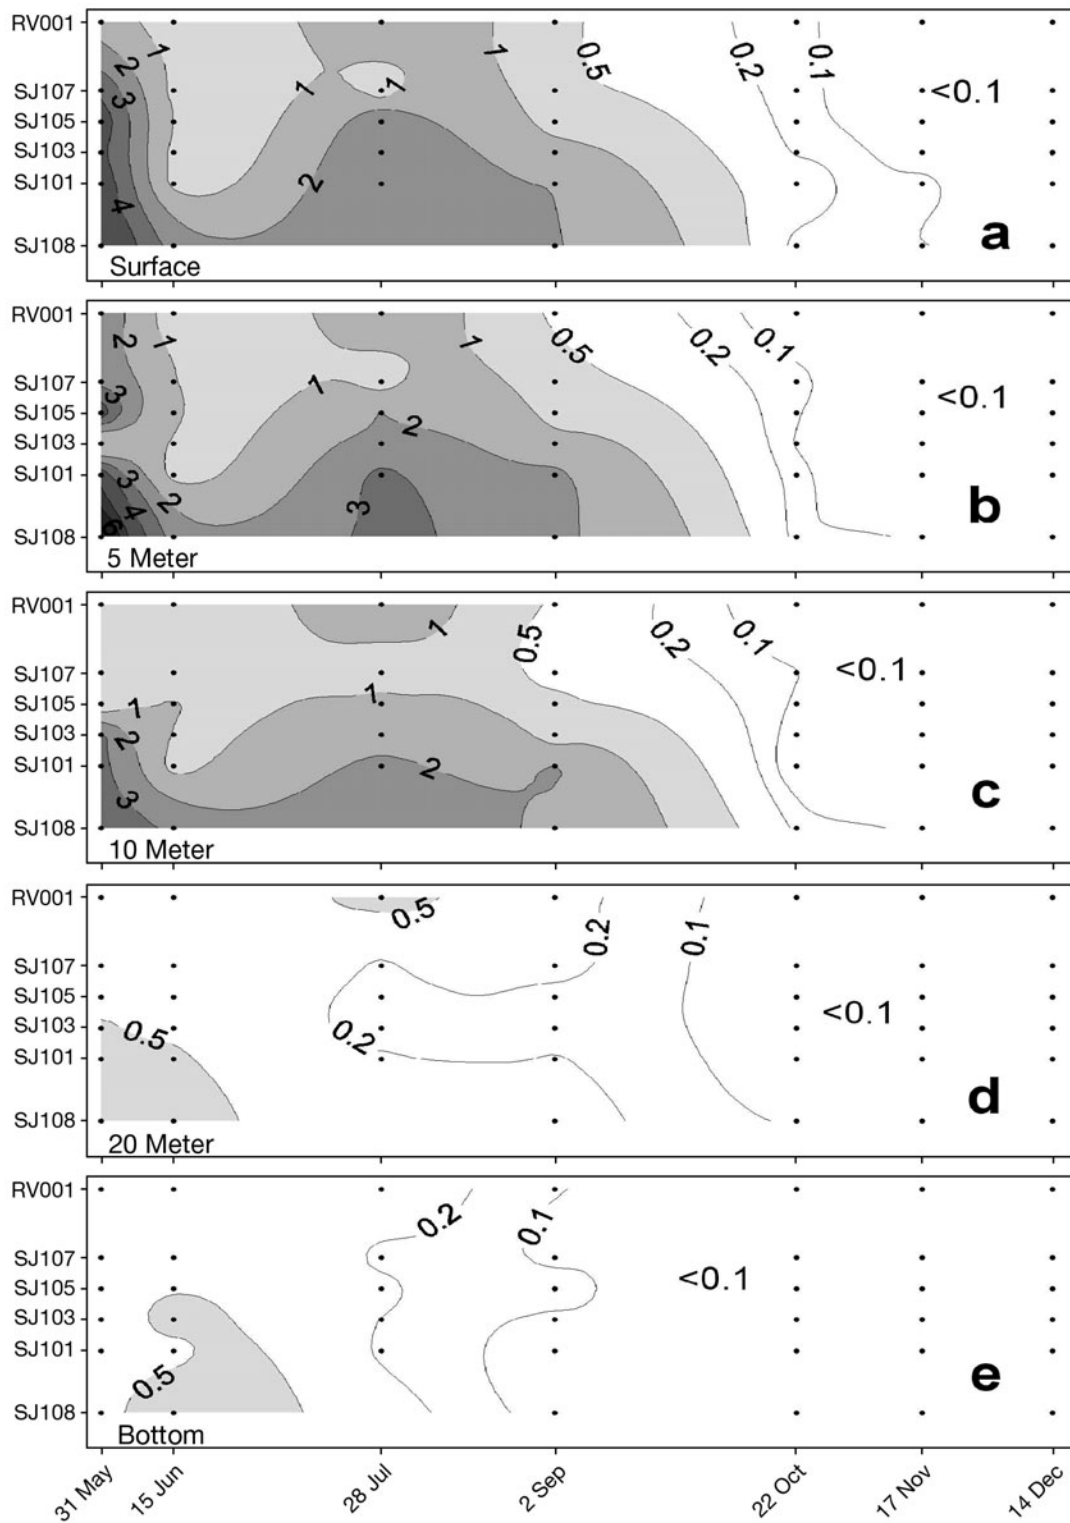 RV001
1
2
1
1
1
0.5
0.2
0.1
SJ107
3
<0.1
SJ105
SJ103
SJ101
4
2
SJ108
a
Surface
RV001
2
1
1
0.5
0.2
0.1
SJ107
3
1
<0.1
SJ105
2
SJ103
SJ101
3
4
2
3
b
6
SJ108
5 Meter
RV001
1
0.5
0.2
0.1
SJ107
<0.1
SJ105
1
1
SJ103
2
SJ101
2
3
c
SJ108
10 Meter
RV001
0.5
0.2
0.1
SJ107
SJ105
<0.1
SJ103
0.5
0.2
SJ101
d
SJ108
20 Meter
RV001
0.2
0.1
SJ107
<0.1
SJ105
SJ103
SJ101
0.5
e
SJ108
Bottom
31 May
15 Jun
28 Jul
2 Sep
22 Oct
17 Nov
14 Dec